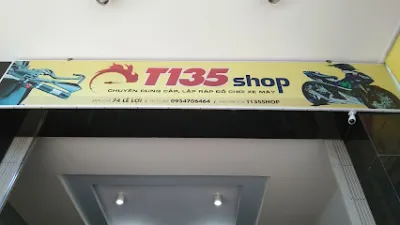 T135 shop
CHUYÊN CUNG CẤP, LẮP RÁP ĐỒ CHƠI XE MÁY
74 LÊ LỢI 0934706464 T135SHOP